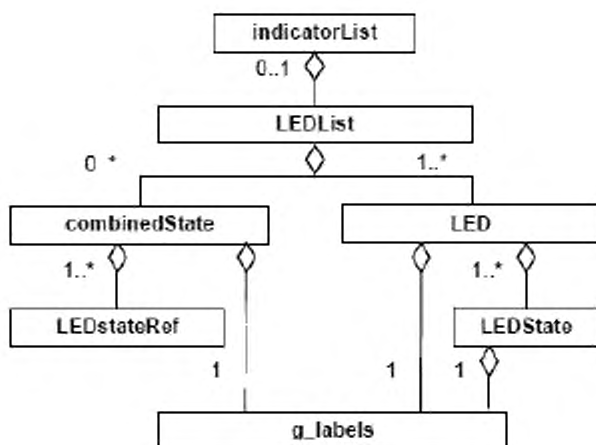 indicatorList
0..1
LEDList
0 *
1..*
combinedState
LED
1..*
1..*
LEDstateRef
LEDState
1
1
1
g_labels